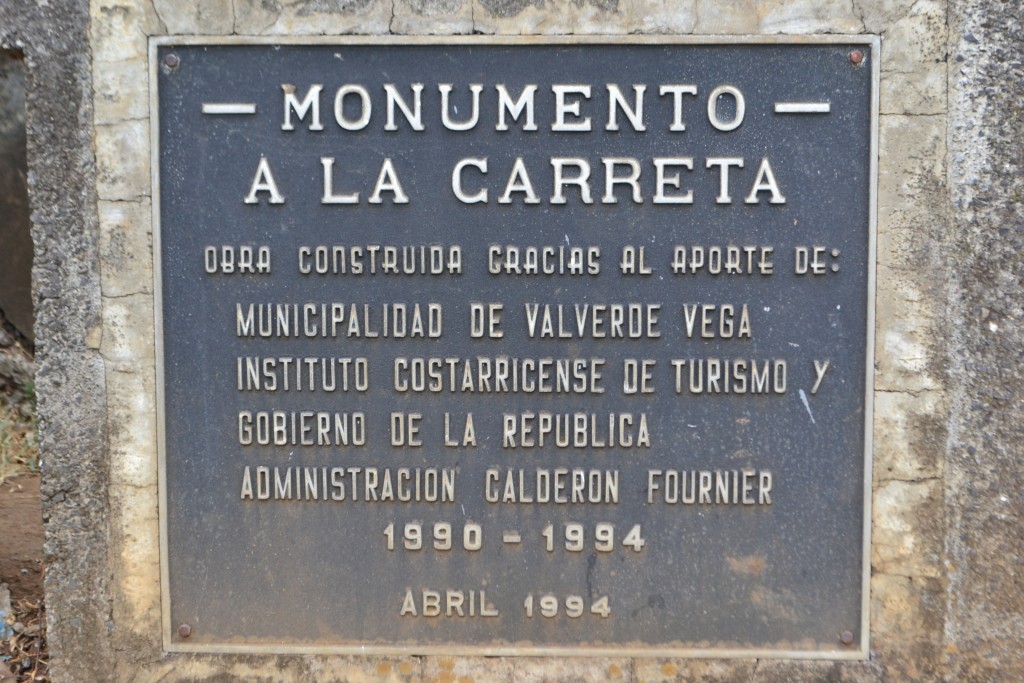 — MONUMENTO —
A LA CARRETA
OBRA CONSTRUIDA GRACIAS AL APORTE DE:
MUNICIPALIDAD DE VALVERDE VEGA
INSTITUTO COSTARRICENSE DE TURISMO Y
GOBIERNO DE LA REPUBLICA
ADMINISTRACION CALDERON FOURNIER
1990 - 1994
ABRIL 1994